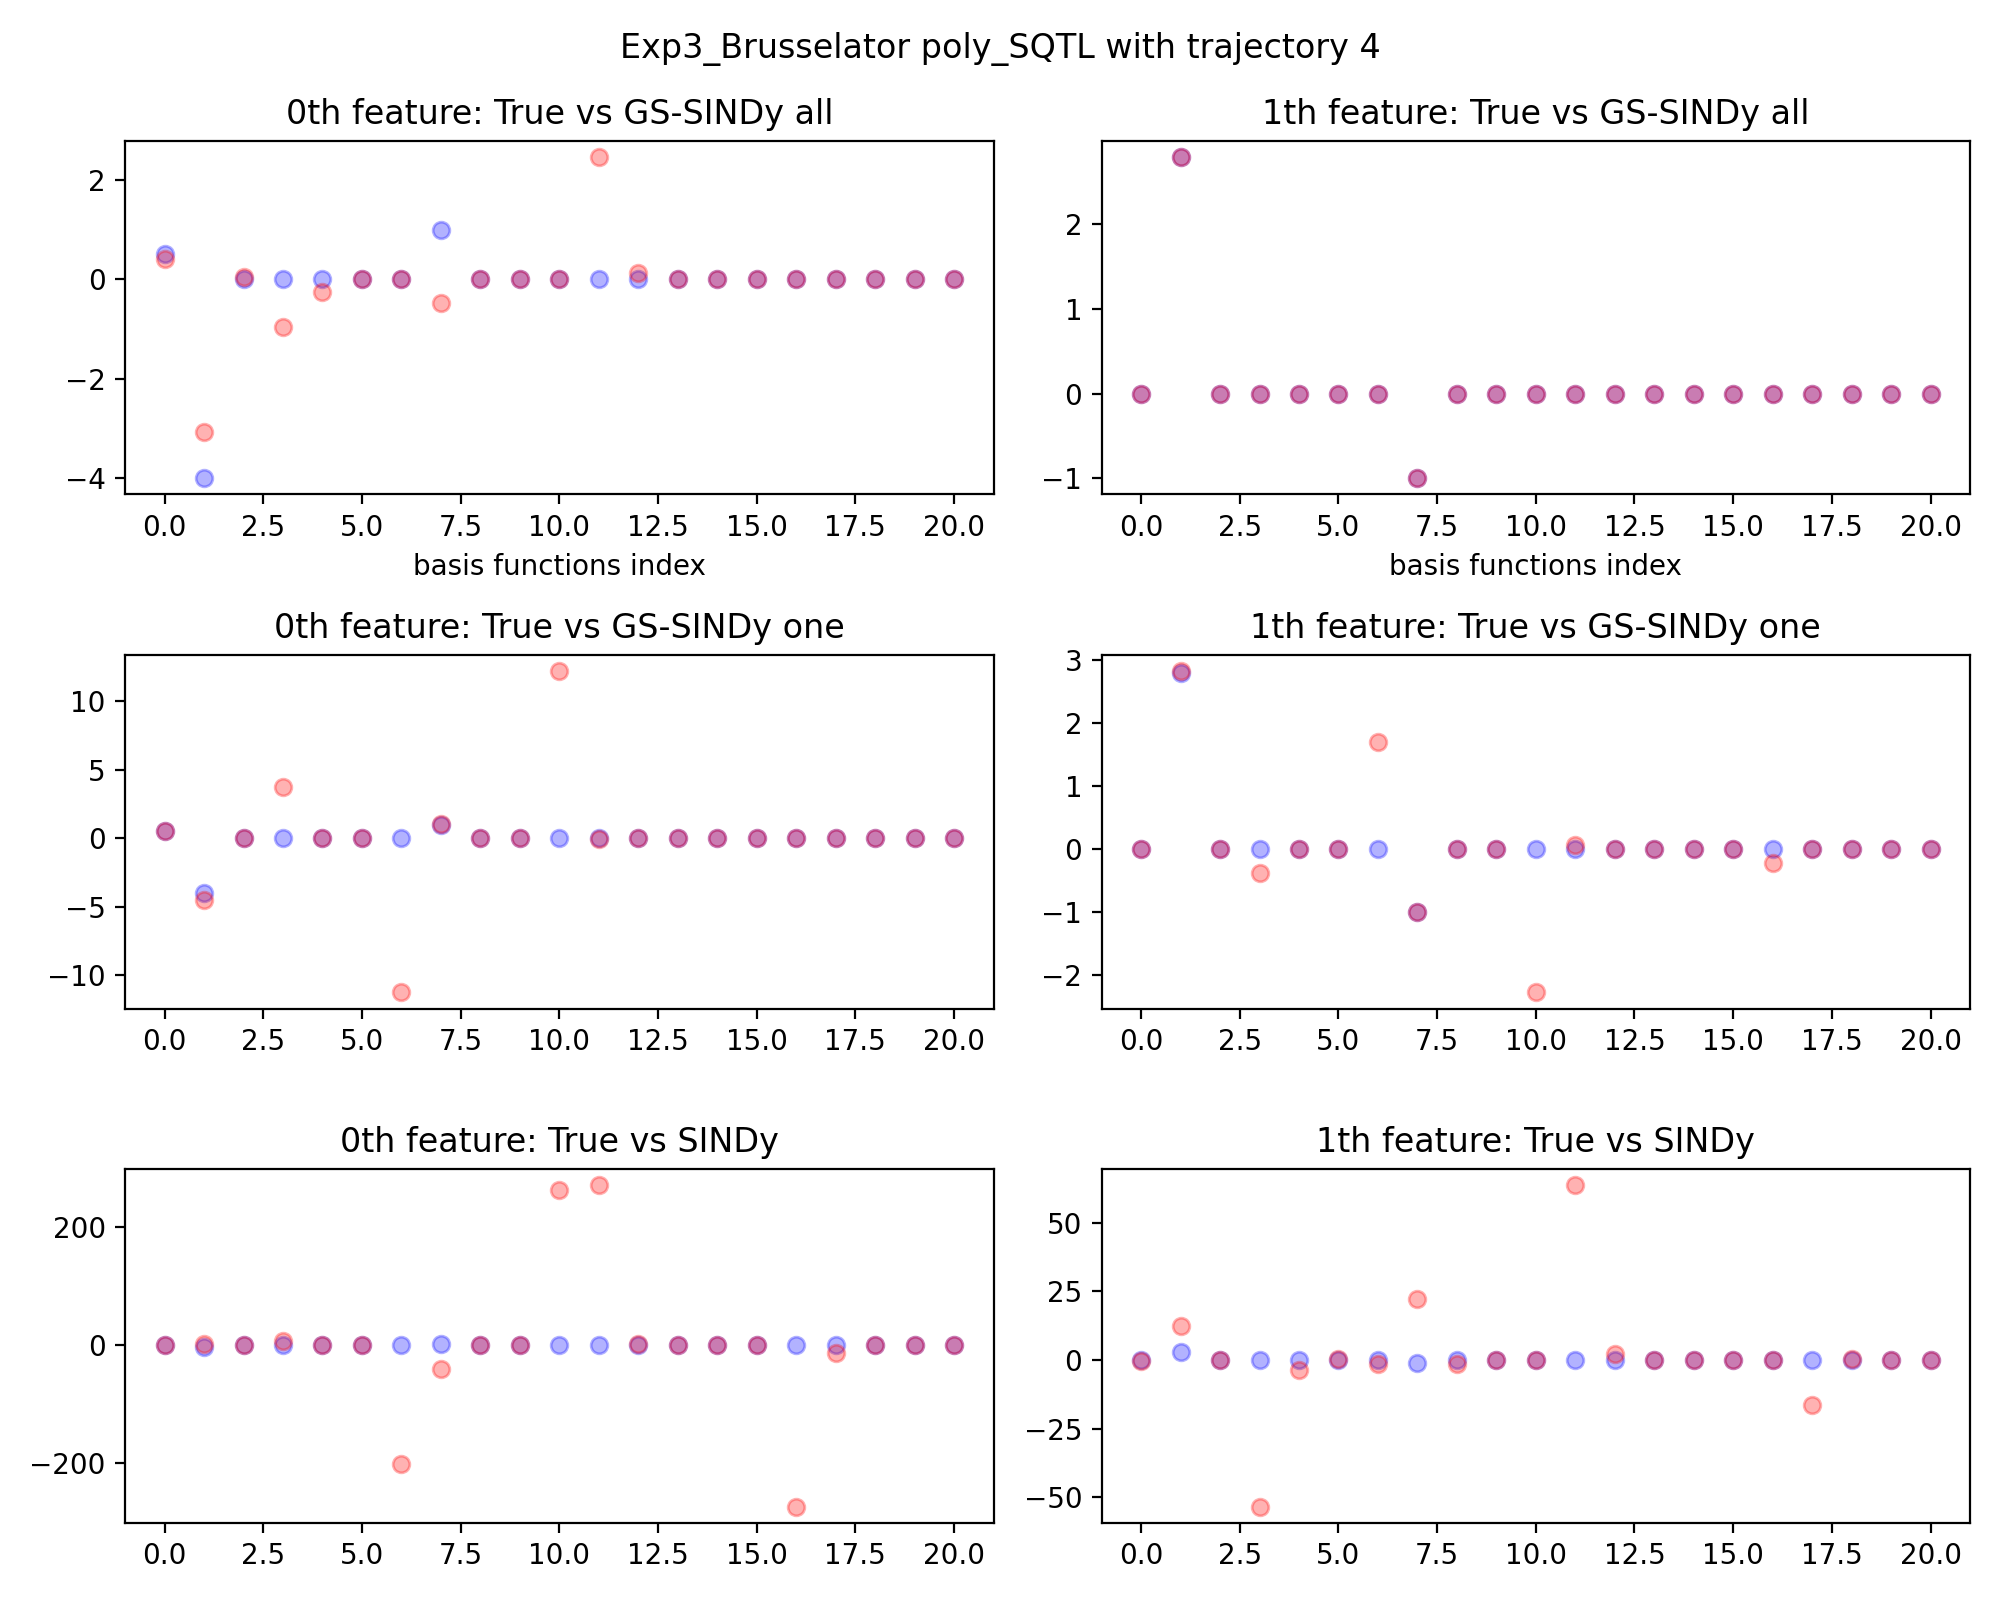 Exp3_Brusselator poly_SQTL with trajectory 4
0th feature: True vs GS-SINDy all
2
0
−2
−4
0.0 2.5 5.0 7.5 10.0 12.5 15.0 17.5 20.0
basis functions index
1th feature: True vs GS-SINDy all
2
1
0
−1
0.0 2.5 5.0 7.5 10.0 12.5 15.0 17.5 20.0
basis functions index
0th feature: True vs GS-SINDy one
10
5
0
−5
−10
0.0 2.5 5.0 7.5 10.0 12.5 15.0 17.5 20.0
1th feature: True vs GS-SINDy one
3
2
1
0
−1
−2
0.0 2.5 5.0 7.5 10.0 12.5 15.0 17.5 20.0
0th feature: True vs SINDy
200
0
−200
0.0 2.5 5.0 7.5 10.0 12.5 15.0 17.5 20.0
1th feature: True vs SINDy
50
25
0
−25
−50
0.0 2.5 5.0 7.5 10.0 12.5 15.0 17.5 20.0